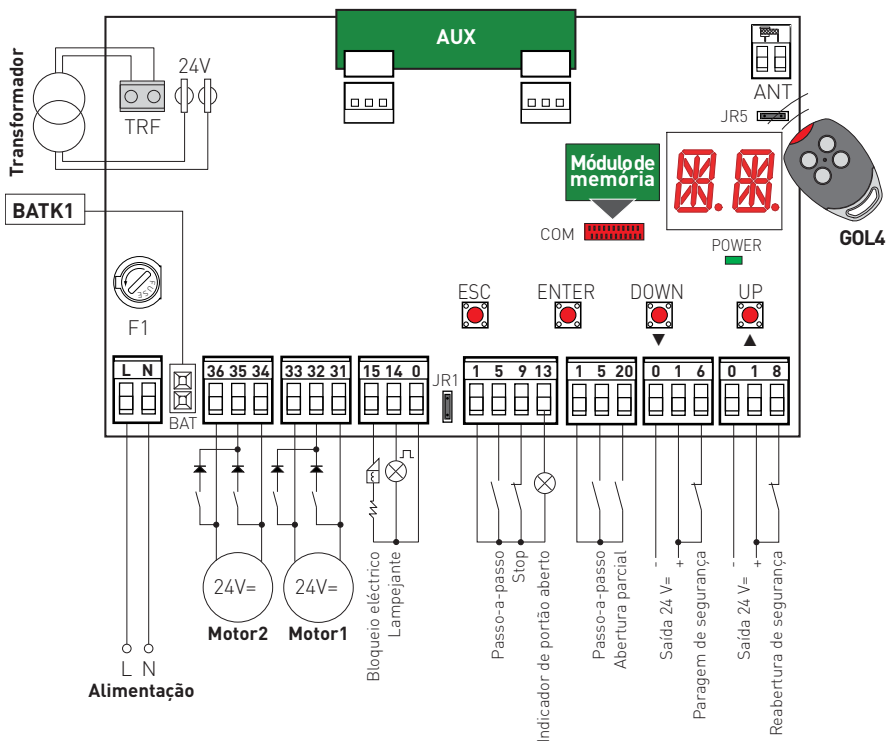 AUX
Transformador
24V
TRF
ANT
JR5
BATK1
Módulo de
memória
COM
GOL4
POWER
FUSE
F1
ESC
ENTER
DOWN
UP
▼
▲
L N
36 35 34
33 32 31
15 14 0
JR1
1 5 9 13
1 5 20
0 1 6
0 1 8
BAT
24V=
24V=
Motor2
Motor1
Bloqueio eléctrico
Lampejante
Passo-a-passo
Stop
Indicador de portão aberto
Passo-a-passo
Abertura parcial
Saída 24 V=
-
+
Paragem de segurança
Saída 24 V=
-
+
Reabertura de segurança
L N
Alimentação